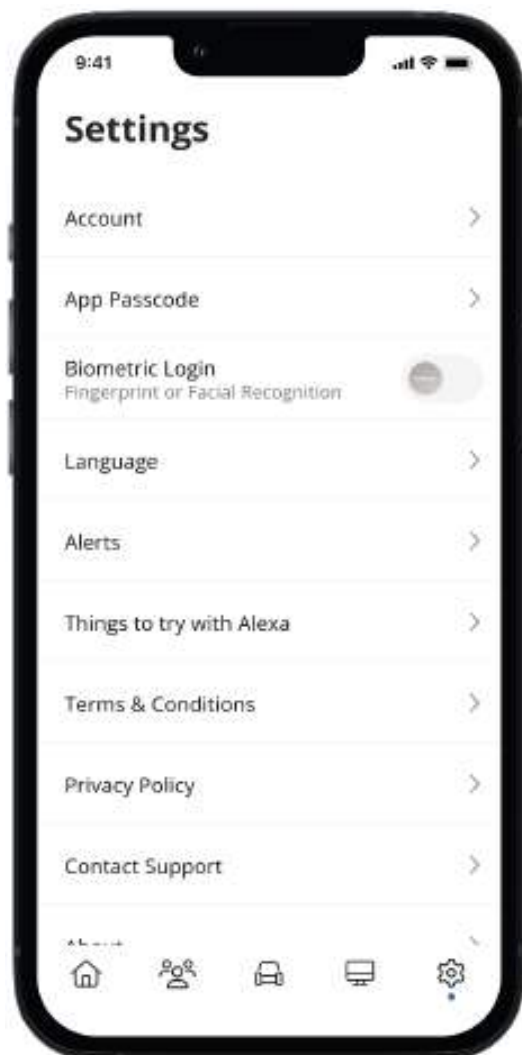 9:41
Settings
Account
App Passcode
Biometric Login
Fingerprint or Facial Recognition
Language
Alerts
Things to try with Alexa
Terms & Conditions
Privacy Policy
Contact Support
About